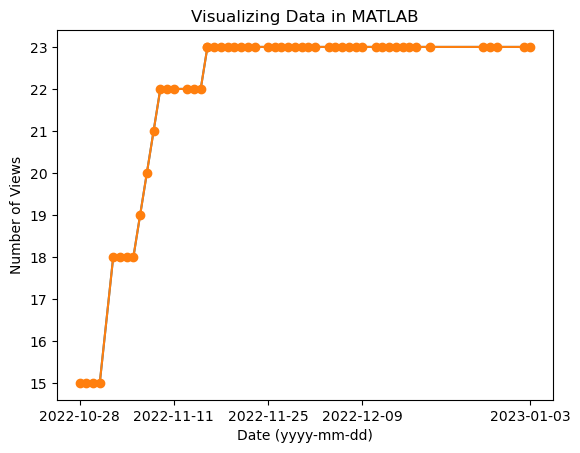 Visualizing Data in MATLAB
Number of Views
23
22
21
20
19
18
17
16
15
2022-10-28 2022-11-11 2022-11-25 2022-12-09 2023-01-03
Date (yyyy-mm-dd)